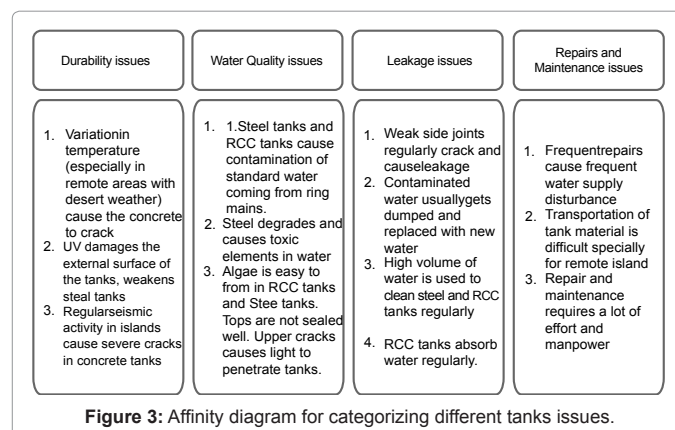 Durability issues
Water Quality issues
Leakage issues
Repairs and
Maintenance issues
1. Variationin
temperature
(especially in
remote areas with
desert weather)
cause the concrete
to crack
2. UV damages the
external surface of
the tanks, weakens
steal tanks
3. Regularseismic
activity in islands
cause severe cracks
in concrete tanks
1. 1.Steel tanks and
RCC tanks cause
contamination of
standard water
coming from ring
mains.
2. Steel degrades and
causes toxic
elements in water
3. Algae is easy to
from in RCC tanks
and Stee tanks.
Tops are not sealed
well. Upper cracks
causes light to
penetrate tanks.
1. Weak side joints
regularly crack and
causeleakage
2. Contaminated
water usuallygets
dumped and
replaced with new
water
3. High volume of
water is used to
clean steel and RCC
tanks regularly
4. RCC tanks absorb
water regularly.
1. Frequentrepairs
cause frequent
water supply
disturbance
2. Transportation of
tank material is
difficult specially
for remote island
3. Repair and
maintenance
requires a lot of
effort and
manpower
Figure 3: Affinity diagram for categorizing different tanks issues.